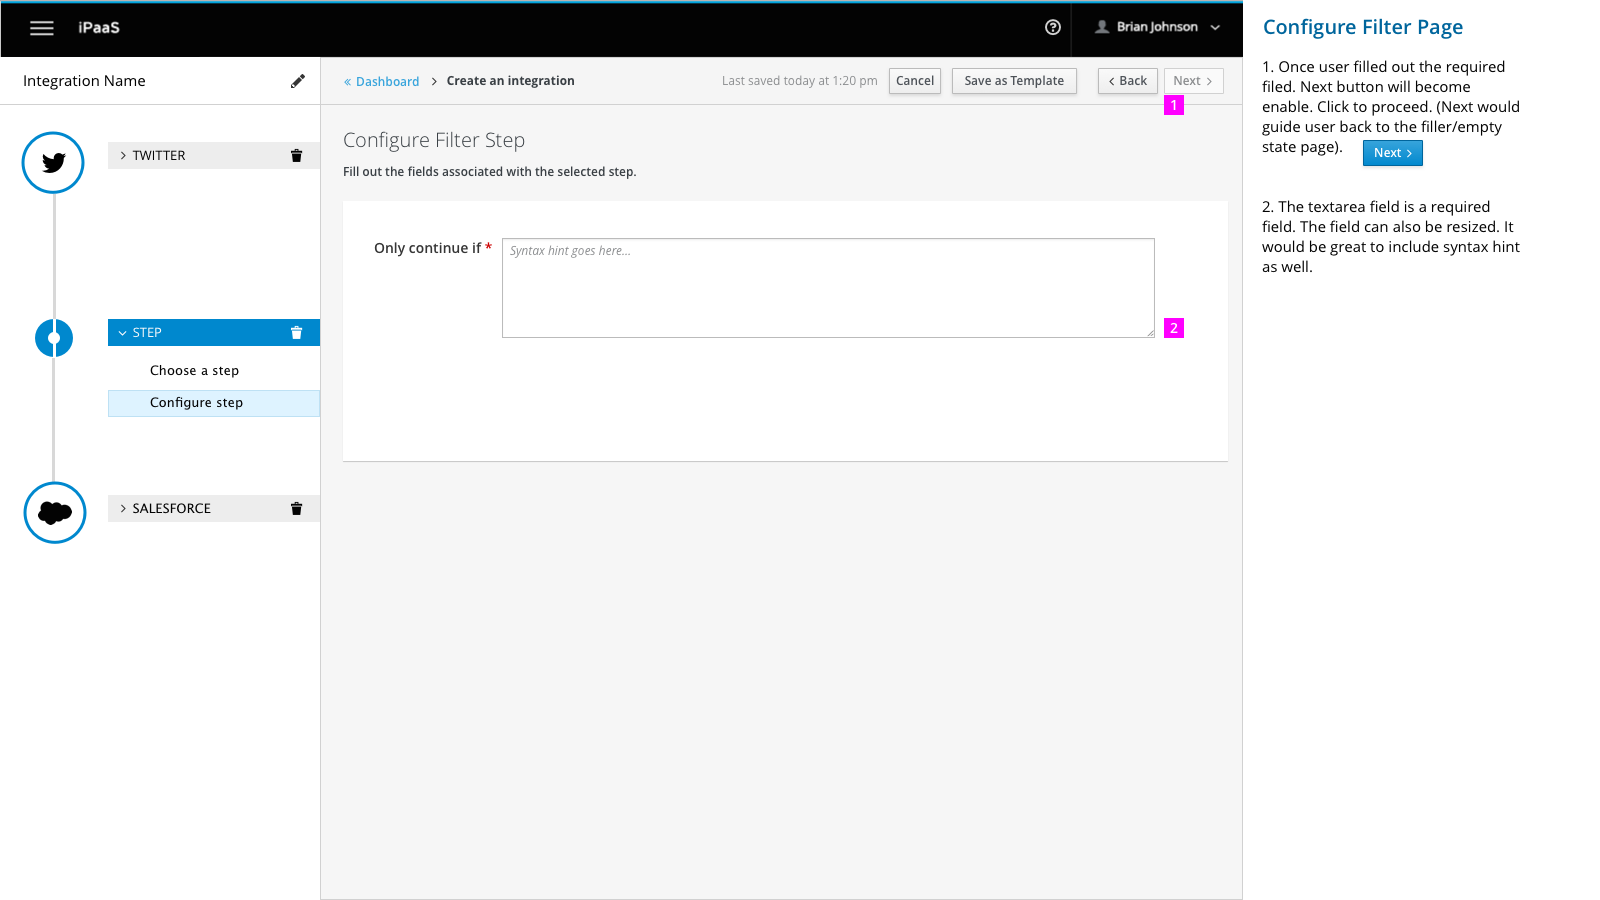 iPaaS
Brian Johnson
Integration Name
« Dashboard > Create an integration
Last saved today at 1:20 pm
Cancel
Save as Template
< Back
Next >
1
Configure Filter Step
Fill out the fields associated with the selected step.
Only continue if *
Syntax hint goes here...
2
> TWITTER
STEP
Choose a step
Configure step
> SALESFORCE
Configure Filter Page
1. Once user filled out the required
filed. Next button will become
enable. Click to proceed. (Next would
guide user back to the filler/empty
state page).
Next >
2. The textarea field is a required
field. The field can also be resized. It
would be great to include syntax hint
as well.